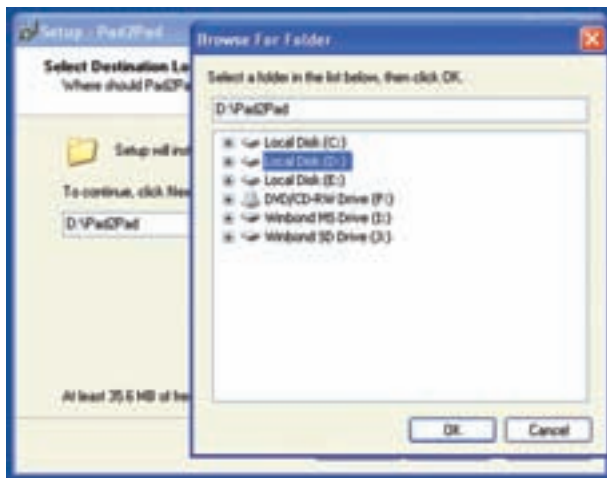 Setup - Pad2Pad
Select Destination Lo
Where should Pad2Pa
Setup will inst
To continue, click Nex
D:\Pad2Pad
At least 35.6 MB of fre
Browse For Folder
Select a folder in the list below, then click OK.
D:\Pad2Pad
Local Disk (C:)
Local Disk (D:)
Local Disk (E:)
DVD/CD-RW Drive (F:)
Winbond MS Drive (I:)
Winbond SD Drive (J:)
OK
Cancel